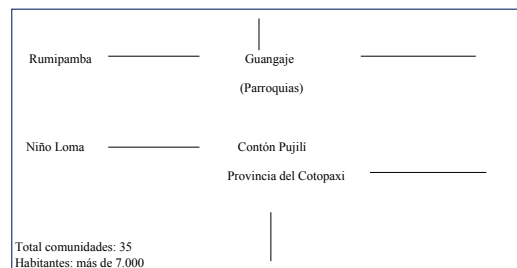 Rumipamba Guangaje
(Parroquias)
Niño Loma Contón Pujilí
Provincia del Cotopaxi
Total comunidades: 35
Habitantes: más de 7.000